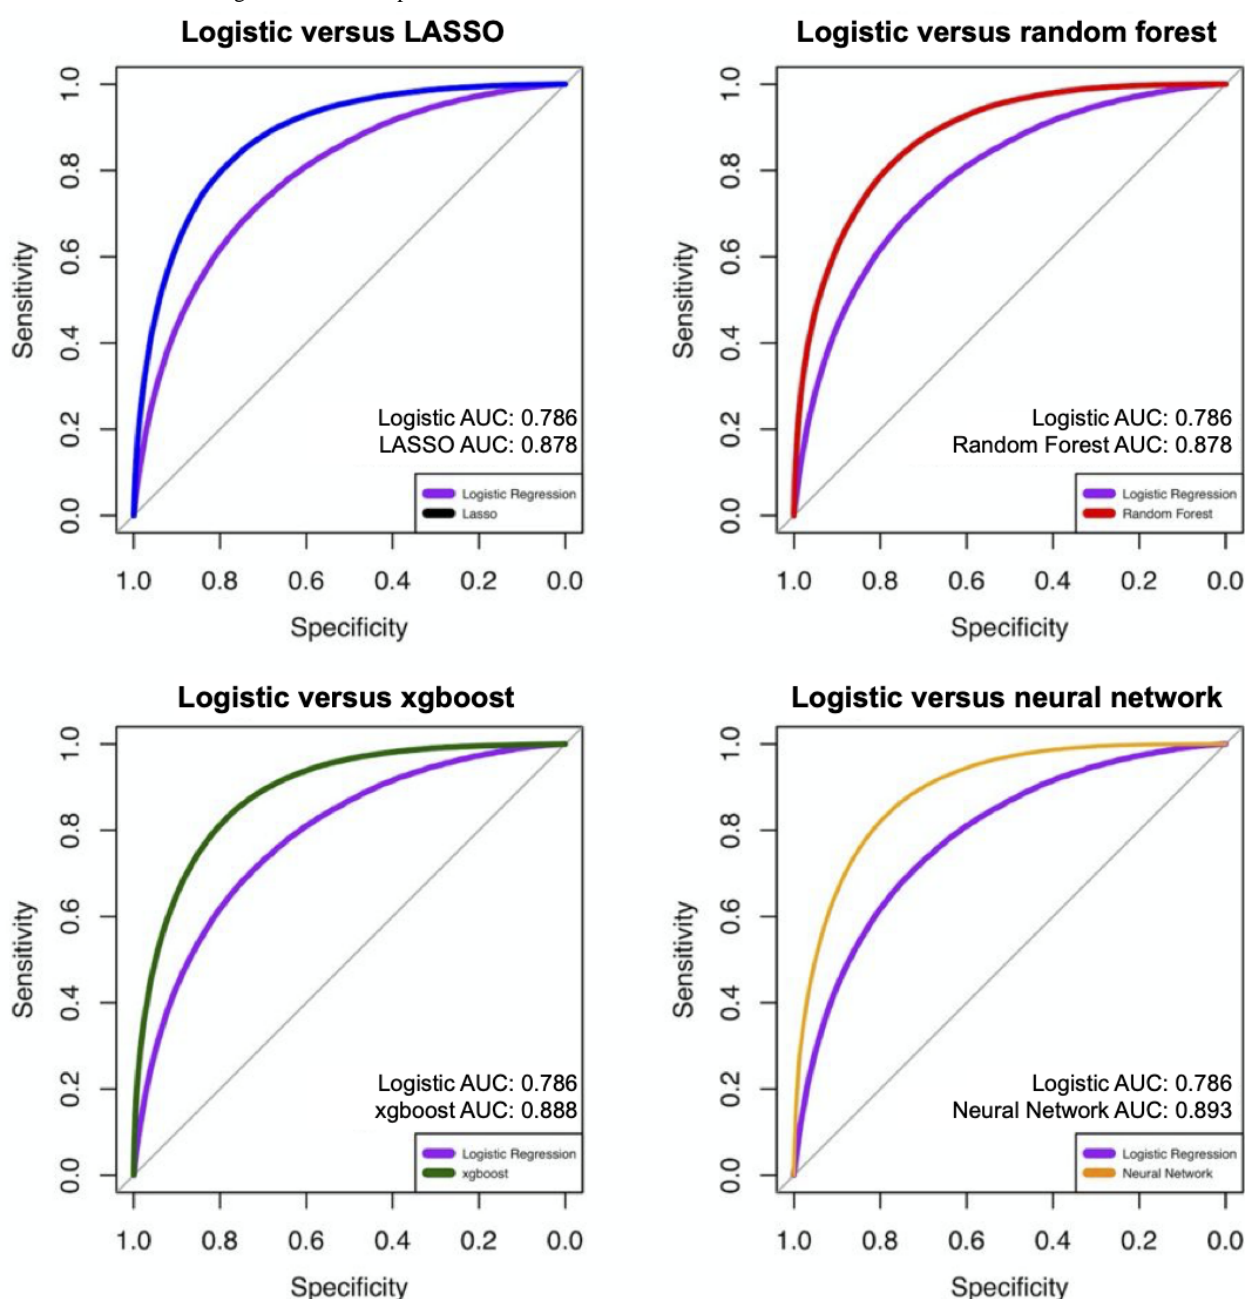 Logistic versus LASSO
1.0
0.8
0.6
0.4
0.2
0.0
Sensitivity
Logistic AUC: 0.786
LASSO AUC: 0.878
Logistic Regression
Lasso
1.0 0.8 0.6 0.4 0.2 0.0
Specificity
Logistic versus random forest
1.0
0.8
0.6
0.4
0.2
0.0
Sensitivity
Logistic AUC: 0.786
Random Forest AUC: 0.878
Logistic Regression
Random Forest
1.0 0.8 0.6 0.4 0.2 0.0
Specificity
Logistic versus xgboost
1.0
0.8
0.6
0.4
0.2
0.0
Sensitivity
Logistic AUC: 0.786
xgboost AUC: 0.888
Logistic Regression
xgboost
1.0 0.8 0.6 0.4 0.2 0.0
Specificity
Logistic versus neural network
1.0
0.8
0.6
0.4
0.2
0.0
Sensitivity
Logistic AUC: 0.786
Neural Network AUC: 0.893
Logistic Regression
Neural Network
1.0 0.8 0.6 0.4 0.2 0.0
Specificity